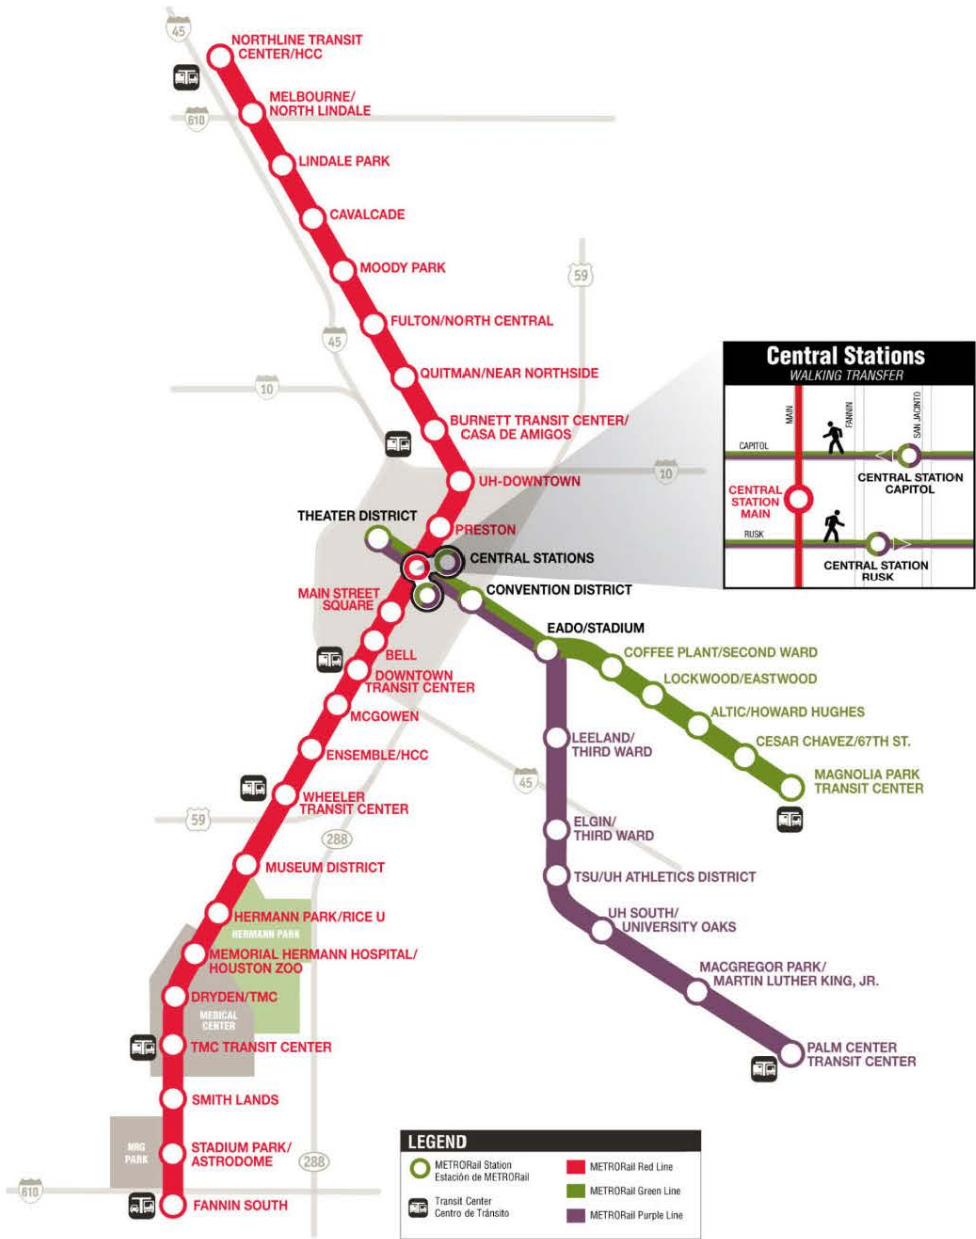 45
NORTHLINE TRANSIT
CENTER/HCC
MELBOURNE/
NORTH LINDALE
610
LINDALE PARK
CAVALCADE
MOODY PARK
59
FULTON/NORTH CENTRAL
45
QUITMAN/NEAR NORTHSIDE
10
BURNETT TRANSIT CENTER/
CASA DE AMIGOS
10
UH-DOWNTOWN
THEATER DISTRICT
PRESTON
CENTRAL STATIONS
CONVENTION DISTRICT
MAIN STREET
SQUARE
EADO/STADIUM
BELL
COFFEE PLANT/SECOND WARD
DOWNTOWN
TRANSIT CENTER
LOCKWOOD/EASTWOOD
MCGOWEN
ALTIC/HOWARD HUGHES
LEELAND/
THIRD WARD
CESAR CHAVEZ/67TH ST.
ENSEMBLE/HCC
45
MAGNOLIA PARK
TRANSIT CENTER
WHEELER
TRANSIT CENTER
59
288
ELGIN/
THIRD WARD
MUSEUM DISTRICT
TSU/UH ATHLETICS DISTRICT
HERMANN PARK/RICE U
HERMANN PARK
UH SOUTH/
UNIVERSITY OAKS
MEMORIAL HERMANN HOSPITAL/
HOUSTON ZOO
MACGREGOR PARK/
MARTIN LUTHER KING, JR.
DRYDEN/TMC
MEDICAL
CENTER
TMC TRANSIT CENTER
PALM CENTER
TRANSIT CENTER
SMITH LANDS
NRG
PARK
STADIUM PARK/
ASTRODOME
288
610
FANNIN SOUTH
Central Stations
WALKING TRANSFER
MAIN
FANNIN
SAN JACINTO
CAPITOL
CENTRAL STATION
CAPITOL
CENTRAL
STATION
MAIN
RUSK
CENTRAL STATION
RUSK
LEGEND
METRORail Station
Estación de METRORail
Transit Center
Centro de Tránsito
METRORail Red Line
METRORail Green Line
METRORail Purple Line